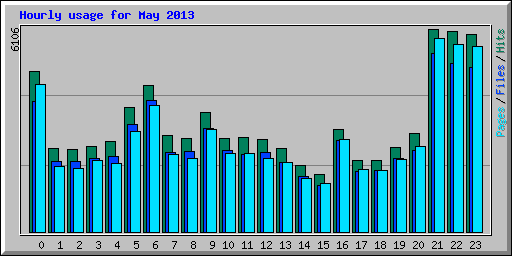 Hourly usage for May 2013
6106
Pages/Files/Hits
0 1 2 3 4 5 6 7 8 9 10 11 12 13 14 15 16 17 18 19 20 21 22 23